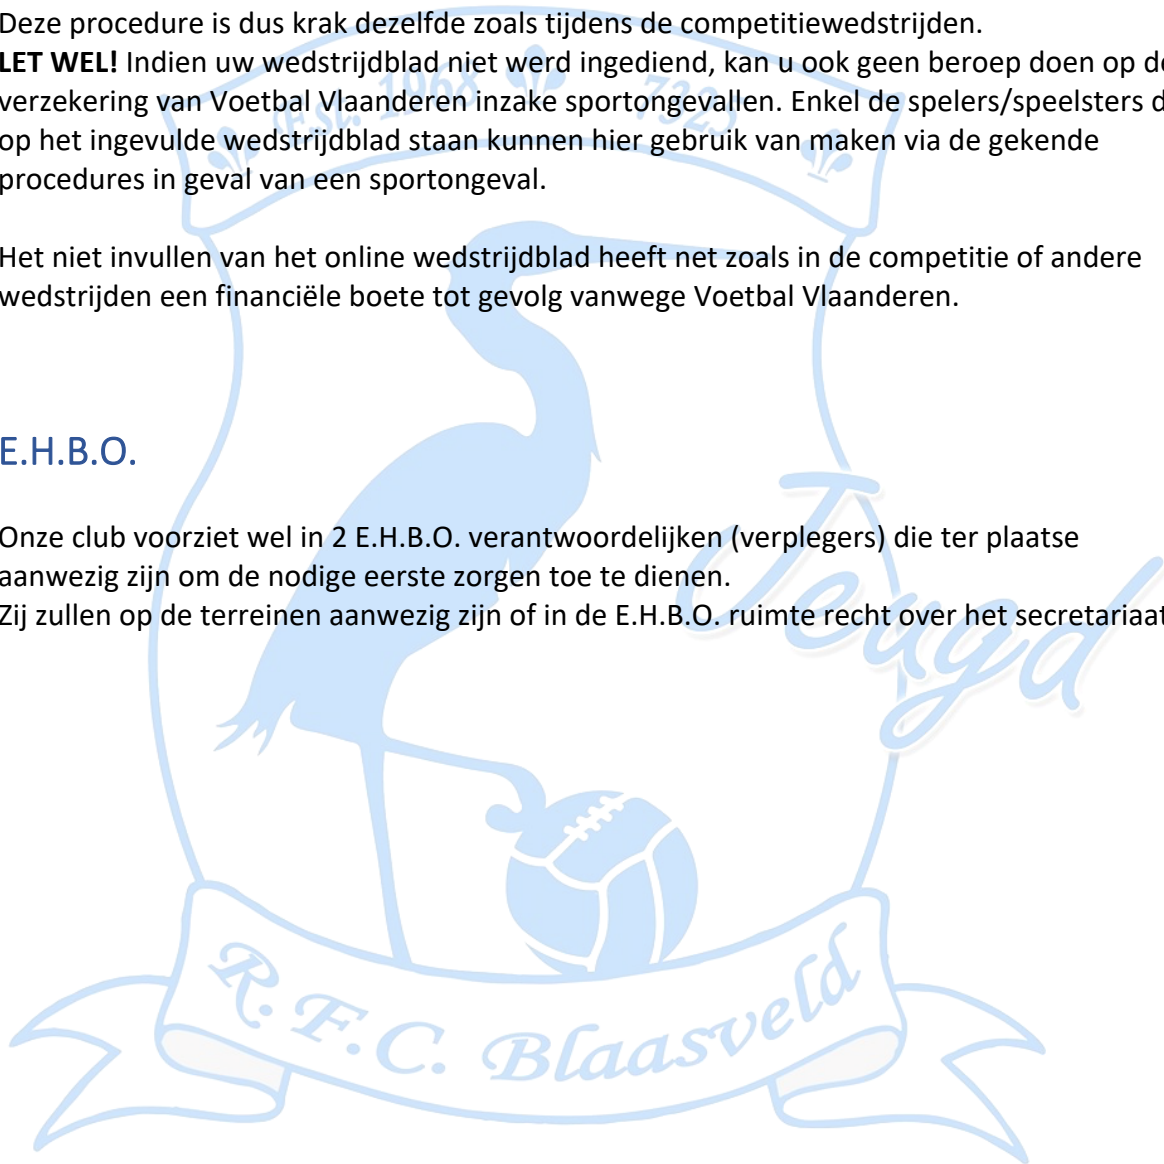 Deze procedure is dus krak dezelfde zoals tijdens de competitiewedstrijden.
LET WEL! Indien uw wedstrijdblad niet werd ingediend, kan u ook geen beroep doen op de
verzekering van Voetbal Vlaanderen inzake sportongevallen. Enkel de spelers/speelsters d
op het ingevulde wedstrijdblad staan kunnen hier gebruik van maken via de gekende
procedures in geval van een sportongeval.
Het niet invullen van het online wedstrijdblad heeft net zoals in de competitie of andere
wedstrijden een financiële boete tot gevolg vanwege Voetbal Vlaanderen.
E.H.B.O.
Onze club voorziet wel in 2 E.H.B.O. verantwoordelijken (verplegers) die ter plaatse
aanwezig zijn om de nodige eerste zorgen toe te dienen.
Zij zullen op de terreinen aanwezig zijn of in de E.H.B.O. ruimte recht over het secretariaat
Est. 1968 7325
Jeugd
R.F.C. Blaasveld